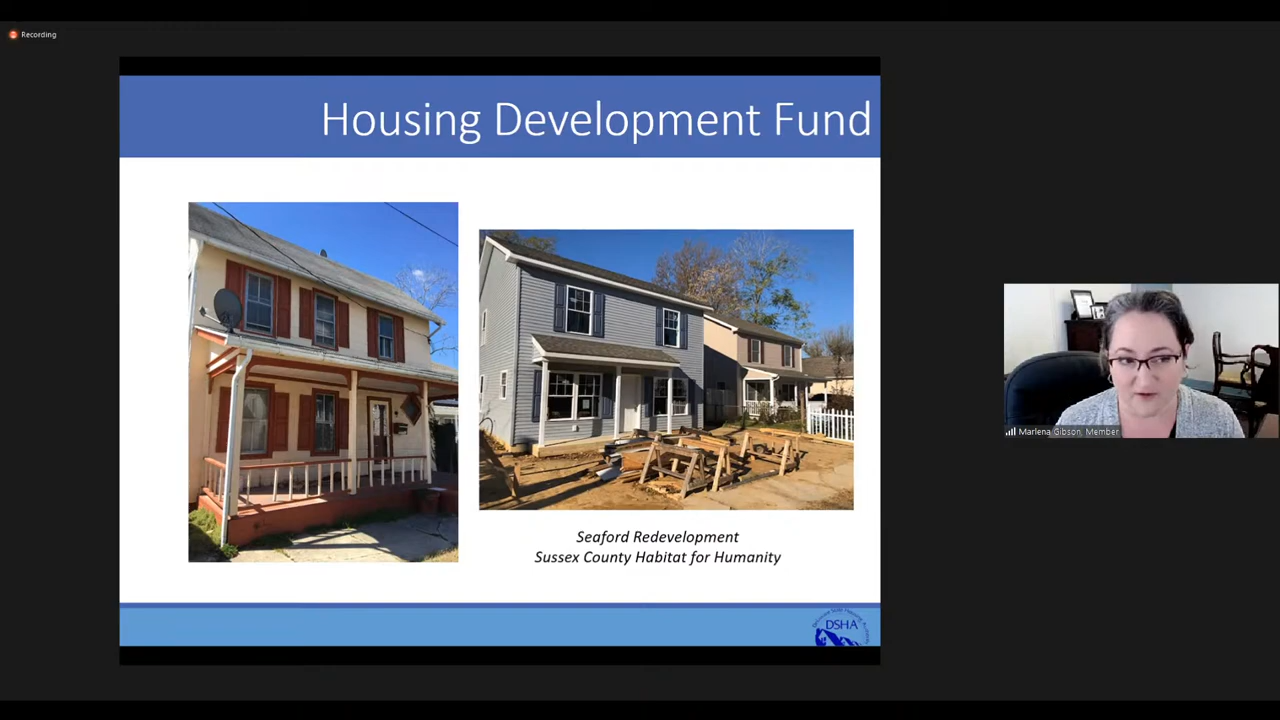 Recording
Housing Development Fund
Seaford Redevelopment
Sussex County Habitat for Humanity
DSHA
Marlena Gibson, Member